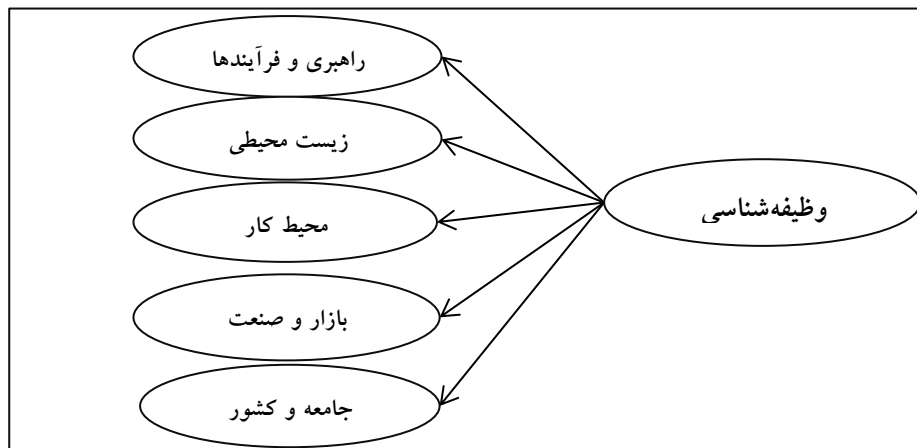 راهبری و فرآیندها
زیست محیطی
وظیفه‌شناسی
محیط کار
بازار و صنعت
جامعه و کشور